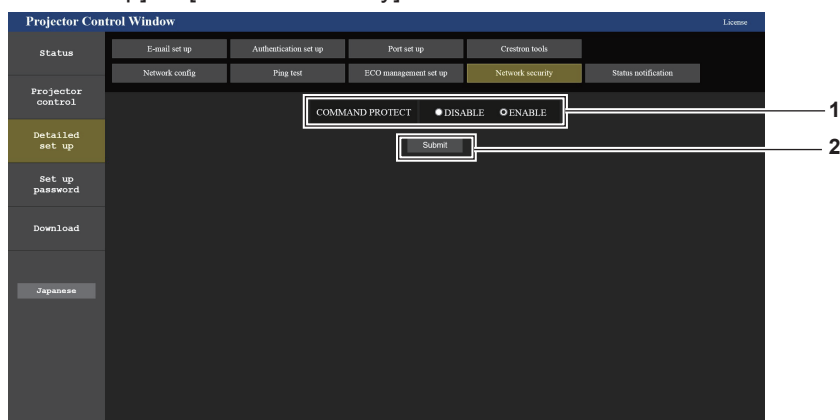 Projector Control Window
License
Status
E-mail set up
Authentication set up
Port set up
Crestron tools
Network config
Ping test
ECO management set up
Network security
Status notification
Projector
control
COMMAND PROTECT DISABLE ENABLE
1
Detailed
set up
Submit
2
Set up
password
Download
Japanese